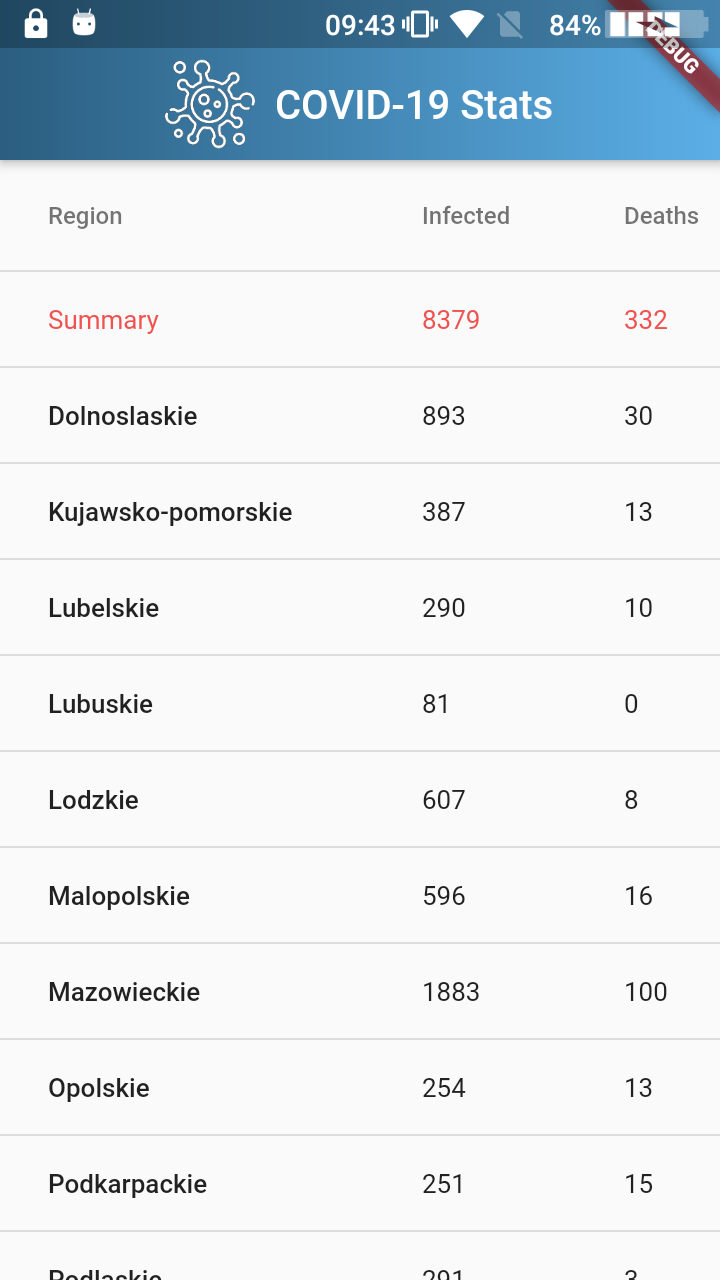 09:43 84%
DEBUG
COVID-19 Stats
Region Infected Deaths
Summary 8379 332
Dolnoslaskie 893 30
Kujawsko-pomorskie 387 13
Lubelskie 290 10
Lubuskie 81 0
Lodzkie 607 8
Malopolskie 596 16
Mazowieckie 1883 100
Opolskie 254 13
Podkarpackie 251 15
Podlaskie 291 3